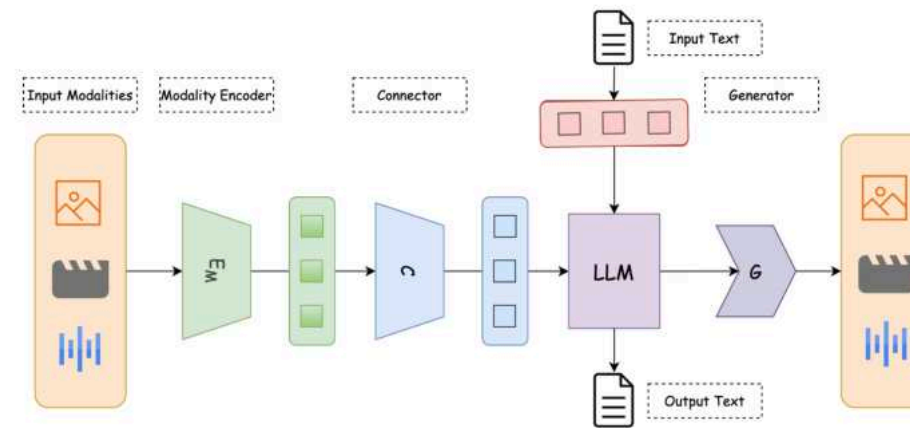 Input Text
Input Modalities
Modality Encoder
Connector
Generator
E_M
C
LLM
G
Output Text